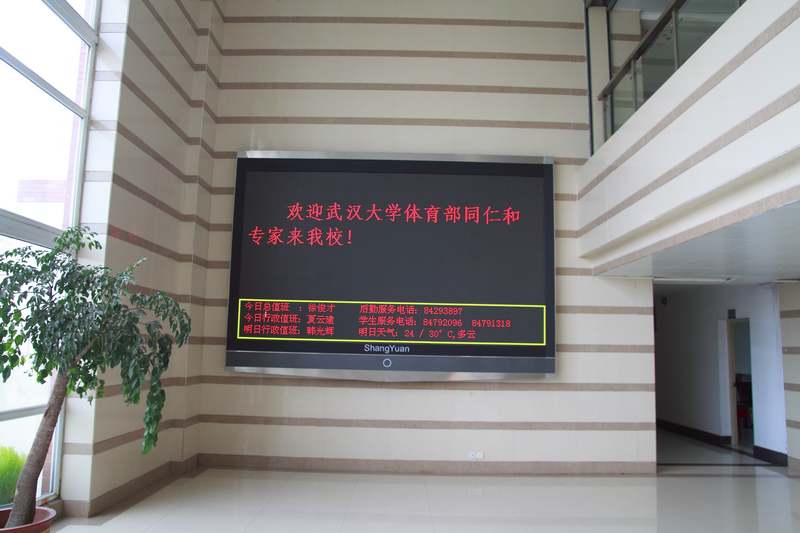 欢迎武汉大学体育部同仁和
专家来我校!
今日总值班 : 徐俊才 后勤服务电话: 84293897
今日行政值班: 夏云建 学生服务电话: 84792096 84791318
明日行政值班: 韩光辉 明日天气: 24 / 30°C,多云
ShangYuan